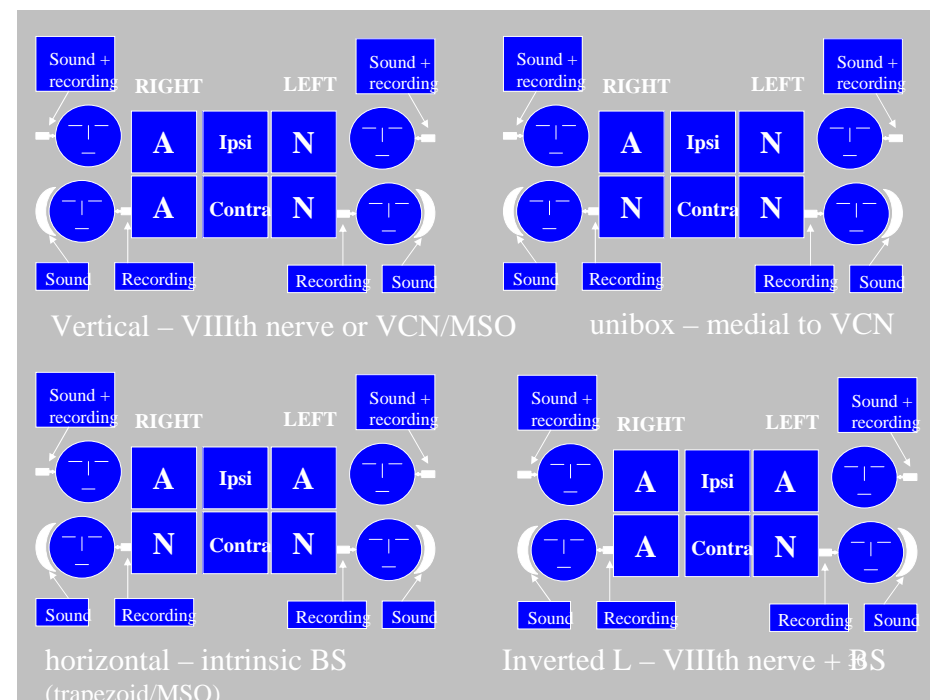 Sound +
recording
RIGHT
LEFT
Sound +
recording
A
Ipsi
N
A
Contra
N
Sound
Recording
Recording
Sound
Vertical – VIIIth nerve or VCN/MSO
Sound +
recording
RIGHT
LEFT
Sound +
recording
A
Ipsi
N
N
Contra
N
Sound
Recording
Recording
Sound
unibox – medial to VCN
Sound +
recording
RIGHT
LEFT
Sound +
recording
A
Ipsi
A
N
Contra
N
Sound
Recording
Recording
Sound
horizontal – intrinsic BS
(trapezoid/MSO)
Sound +
recording
RIGHT
LEFT
Sound +
recording
A
Ipsi
A
A
Contra
N
Sound
Recording
Recording
Sound
Inverted L – VIIIth nerve + BS